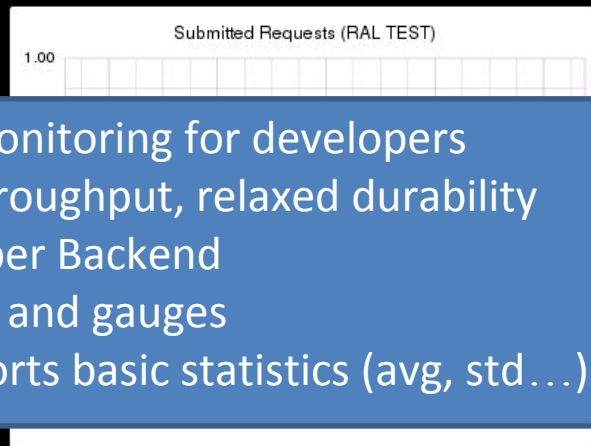 Submitted Requests (RAL TEST)
1.00
onitoring for developers
roughput, relaxed durability
per Backend
and gauges
orts basic statistics (avg, std…)